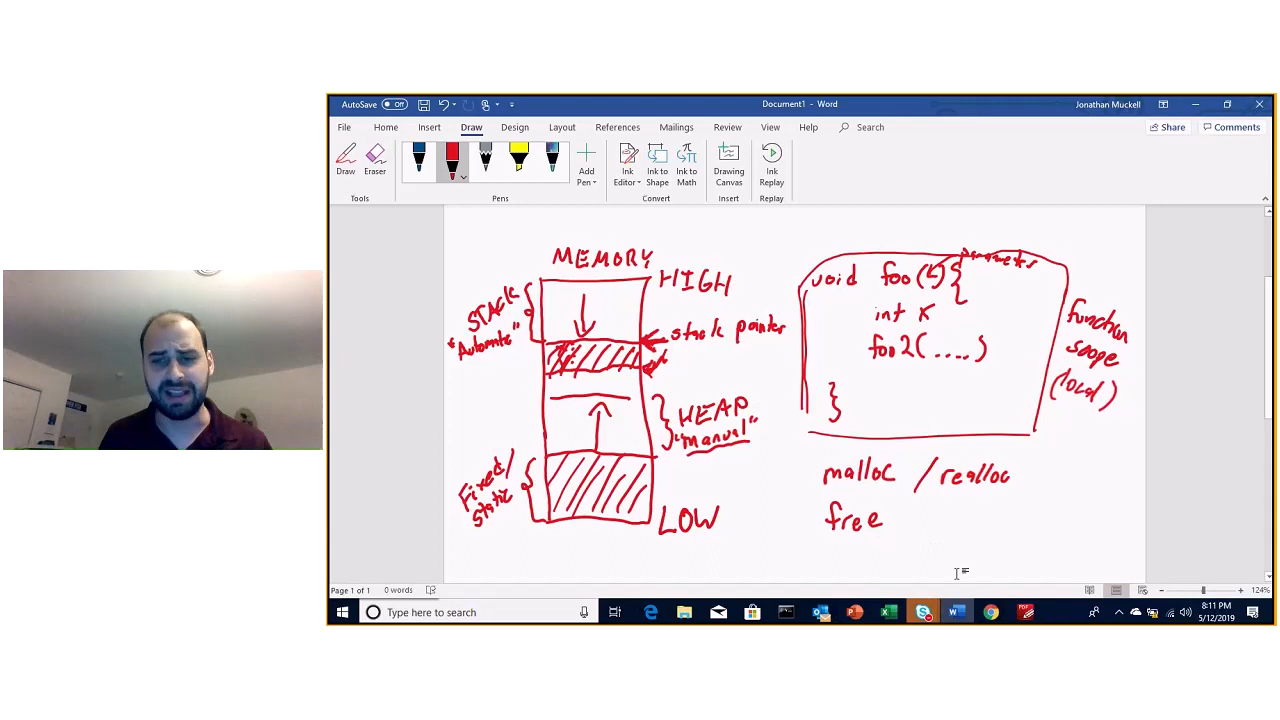 AutoSave Off
Document1 - Word
Jonathan Muckell
File Home Insert Draw Design Layout References Mailings Review View Help Search
Share Comments
Draw Eraser Add Pen Ink Editor Ink to Shape Ink to Math Drawing Canvas Ink Replay
Tools Pens Convert Insert Replay
MEMORY
HIGH
STACK
"Automatic"
stack pointer
HEAP
"manual"
Fixed/
Static
LOW
parameter
void foo( ) {
int x
foo2(....)
}
function
scope
(local)
malloc / realloc
free
Page 1 of 1 0 words
124%
Type here to search
8:11 PM
5/12/2019